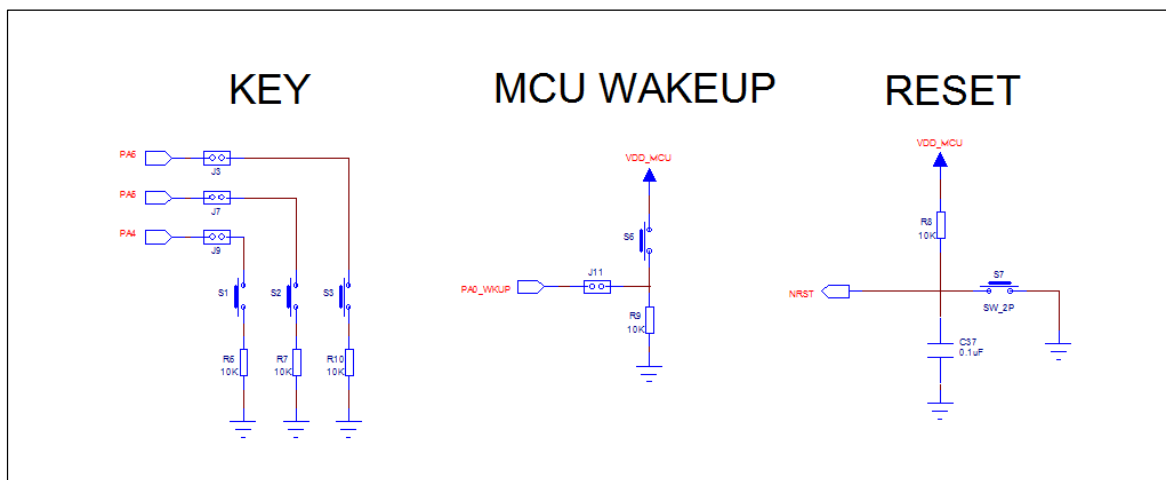 KEY
PA6
J3
PA5
J7
PA4
J9
S1
S2
S3
R6
10K
R7
10K
R10
10K
MCU WAKEUP
VDD_MCU
S6
J11
PA0_WKUP
R9
10K
RESET
VDD_MCU
R8
10K
S7
NRST
SW_2P
C37
0.1uF